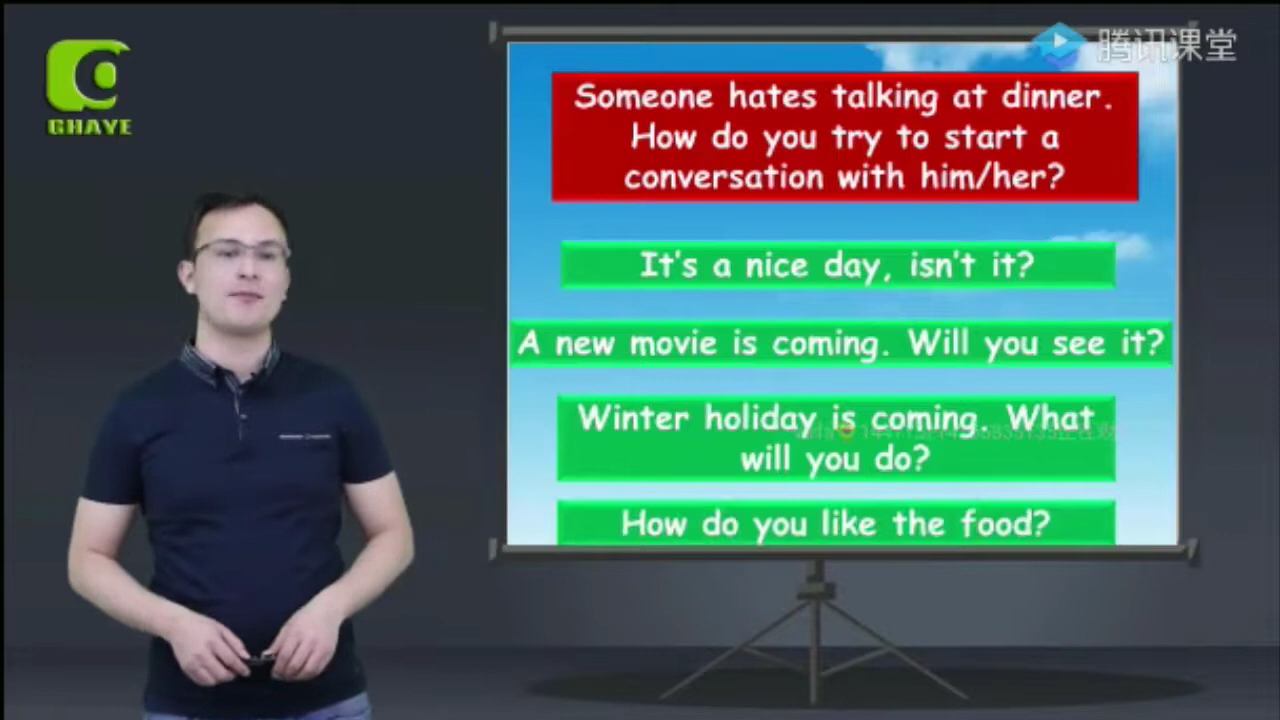 GHAYE
腾讯课堂
Someone hates talking at dinner.
How do you try to start a
conversation with him/her?
It's a nice day, isn't it?
A new movie is coming. Will you see it?
Winter holiday is coming. What
will you do?
How do you like the food?